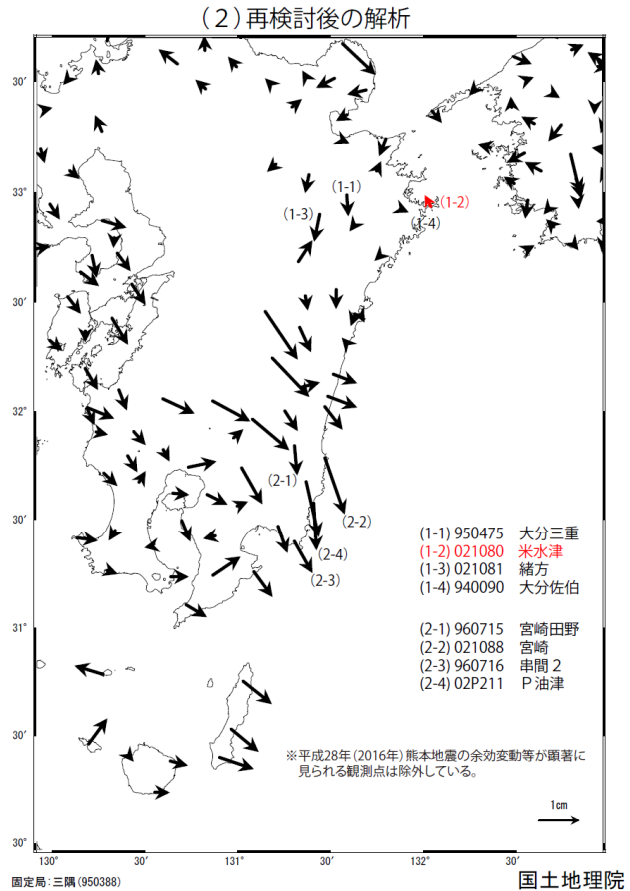 （２）再検討後の解析
30'
33°
30'
32°
30'
31°
30'
30°
(1-1)
(1-2)
(1-3)
(1-4)
(2-1)
(2-2)
(2-4)
(2-3)
(1-1) 950475 大分三重
(1-2) 021080 米水津
(1-3) 021081 緒方
(1-4) 940090 大分佐伯
(2-1) 960715 宮崎田野
(2-2) 021088 宮崎
(2-3) 960716 串間２
(2-4) 02P211 Ｐ油津
※平成28年(2016年)熊本地震の余効変動等が顕著に
見られる観測点は除外している。
1cm
130° 30' 131° 30' 132° 30'
固定局:三隅(950388)
国土地理院